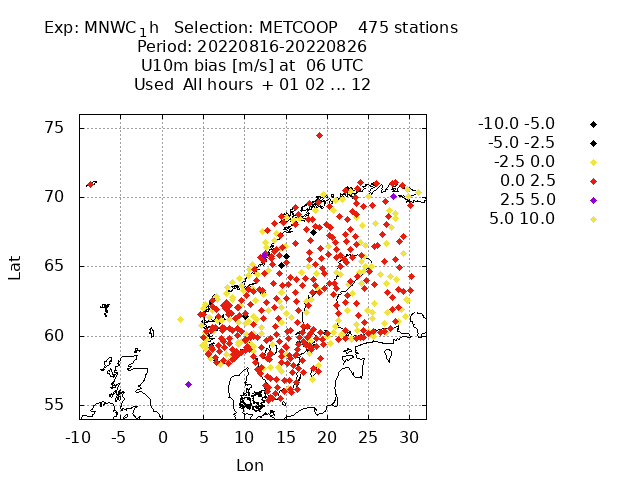 Exp: MNWC_1h   Selection: METCOOP    475 stations
Period: 20220816-20220826
U10m bias [m/s] at  06 UTC
Used  All hours  + 01 02 ... 12
-10.0 -5.0
-5.0 -2.5
-2.5 0.0
0.0 2.5
2.5 5.0
5.0 10.0
75
70
65
60
55
Lat
-10 -5 0 5 10 15 20 25 30
Lon